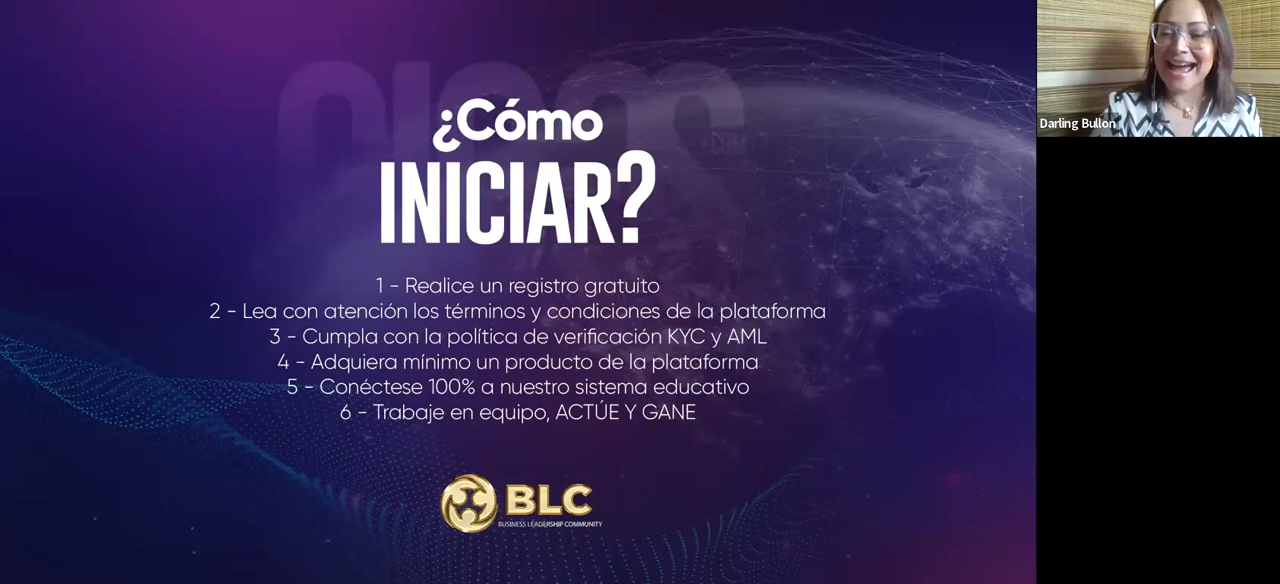 ¿Cómo
INICIAR?
1 - Realice un registro gratuito
2 - Lea con atención los términos y condiciones de la plataforma
3 - Cumpla con la política de verificación KYC y AML
4 - Adquiera mínimo un producto de la plataforma
5 - Conéctese 100% a nuestro sistema educativo
6 - Trabaje en equipo, ACTÚE Y GANE
BLC
BUSINESS LEADERSHIP COMMUNITY
Darling Bullon